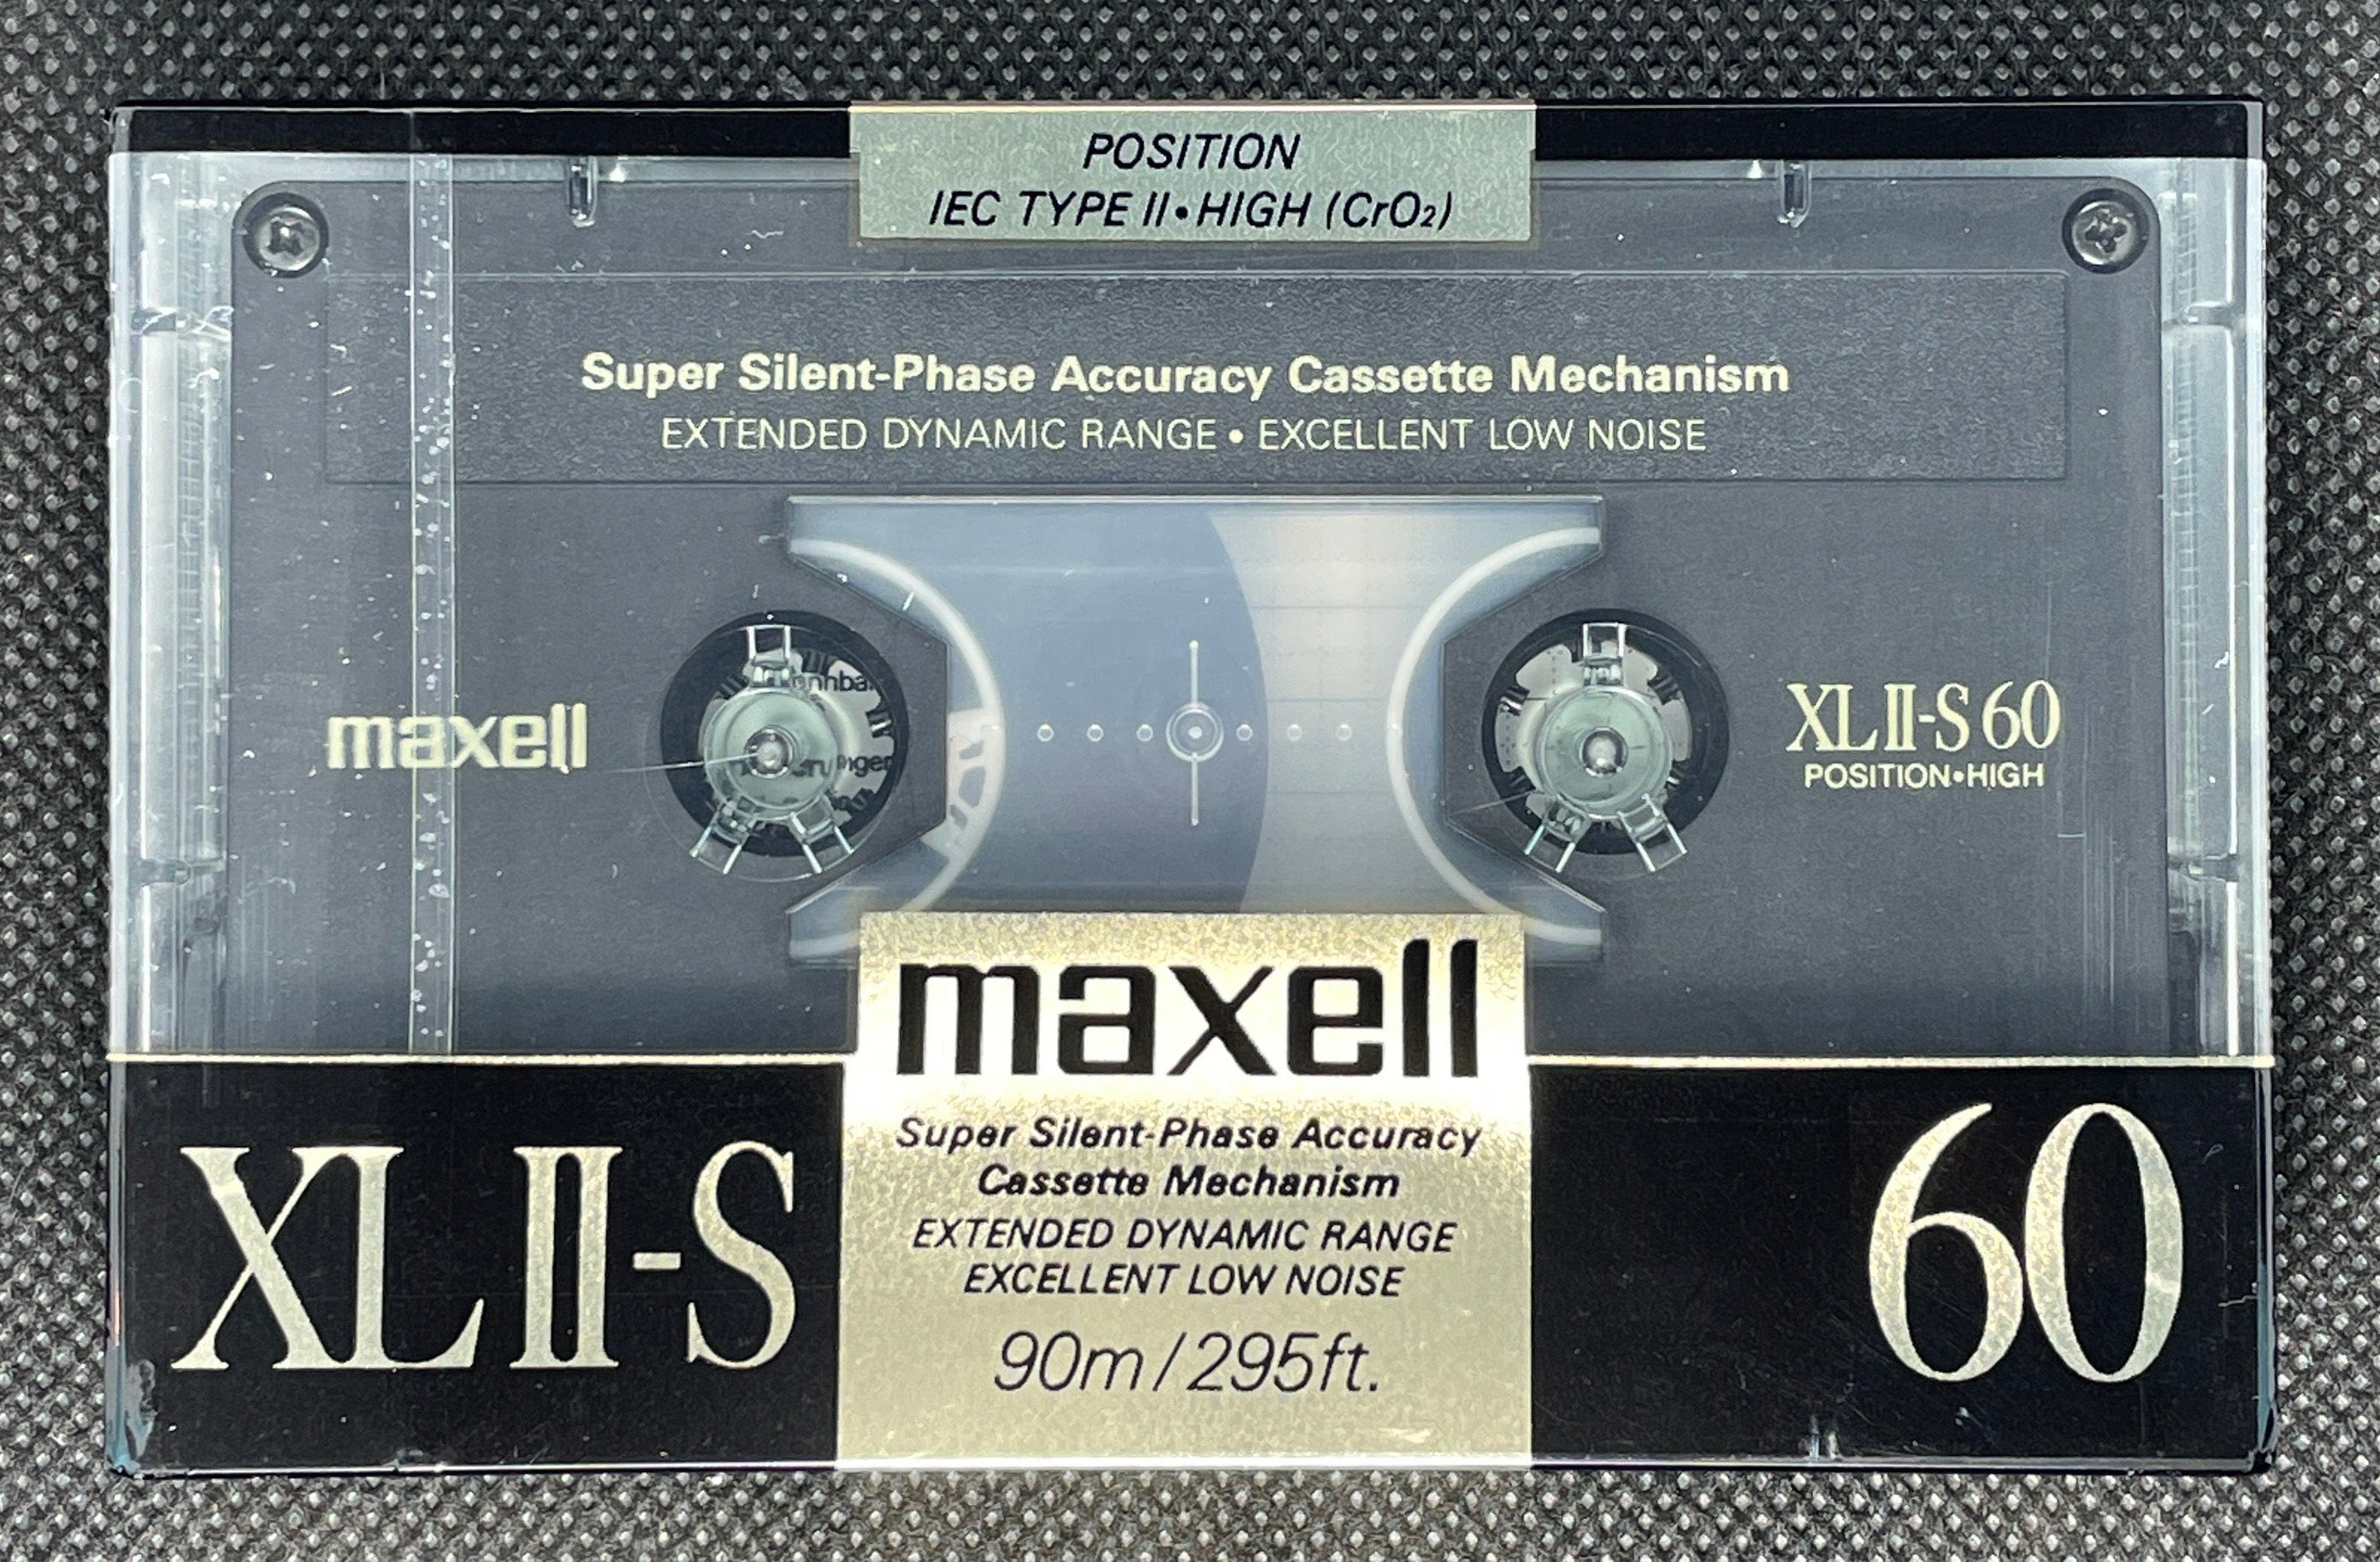 POSITION
IEC TYPE II•HIGH (CrO₂)
Super Silent-Phase Accuracy Cassette Mechanism
EXTENDED DYNAMIC RANGE • EXCELLENT LOW NOISE
maxell
XL II-S 60
POSITION•HIGH
maxell
Super Silent-Phase Accuracy
Cassette Mechanism
EXTENDED DYNAMIC RANGE
EXCELLENT LOW NOISE
90m/295ft.
XL II-S
60